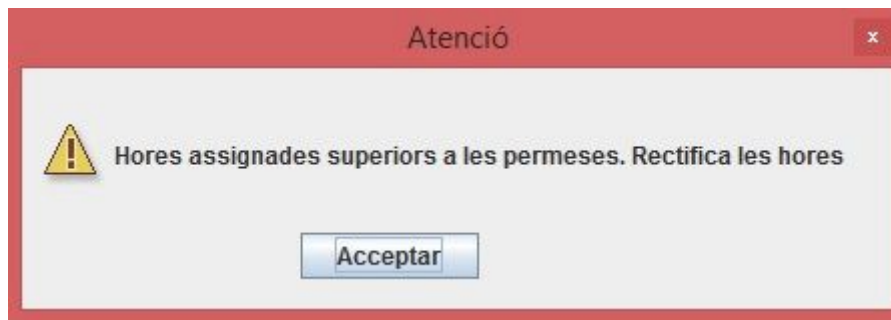 Atenció
x
Hores assignades superiors a les permeses. Rectifica les hores
Acceptar